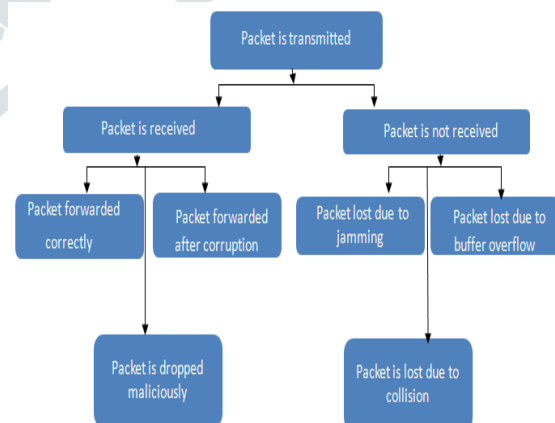 Packet is transmitted
Packet is received
Packet is not received
Packet forwarded
correctly
Packet forwarded
after corruption
Packet lost due to
jamming
Packet lost due to
buffer overflow
Packet is dropped
maliciously
Packet is lost due to
collision